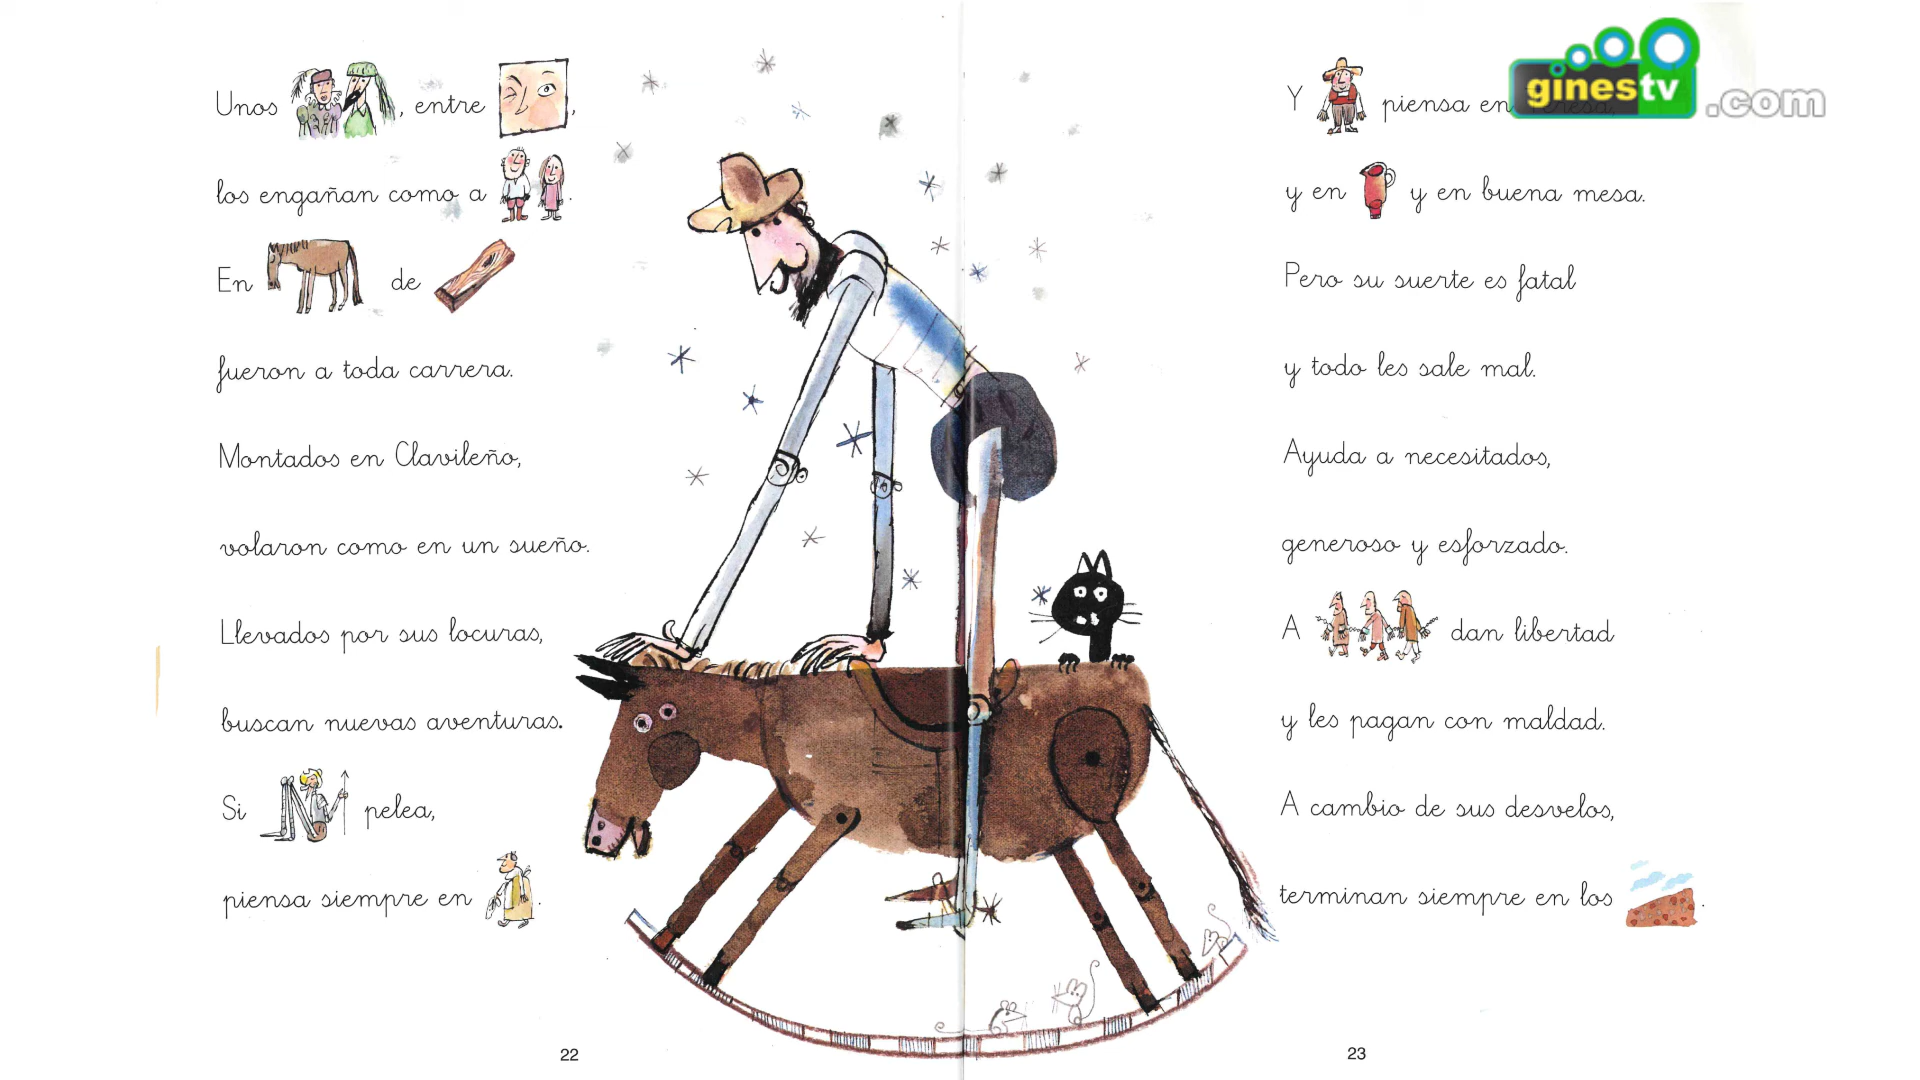 Unos , entre ,
los engañan como a .
En de
fueron a toda carrera.
Montados en Clavileño,
volaron como en un sueño.
Llevados por sus locuras,
buscan nuevas aventuras.
Si pelea,
piensa siempre en .
22
ginestv.com
Y piensa en
y en y en buena mesa.
Pero su suerte es fatal
y todo les sale mal.
Ayuda a necesitados,
generoso y esforzado.
A dan libertad
y les pagan con maldad.
A cambio de sus desvelos,
terminan siempre en los .
23